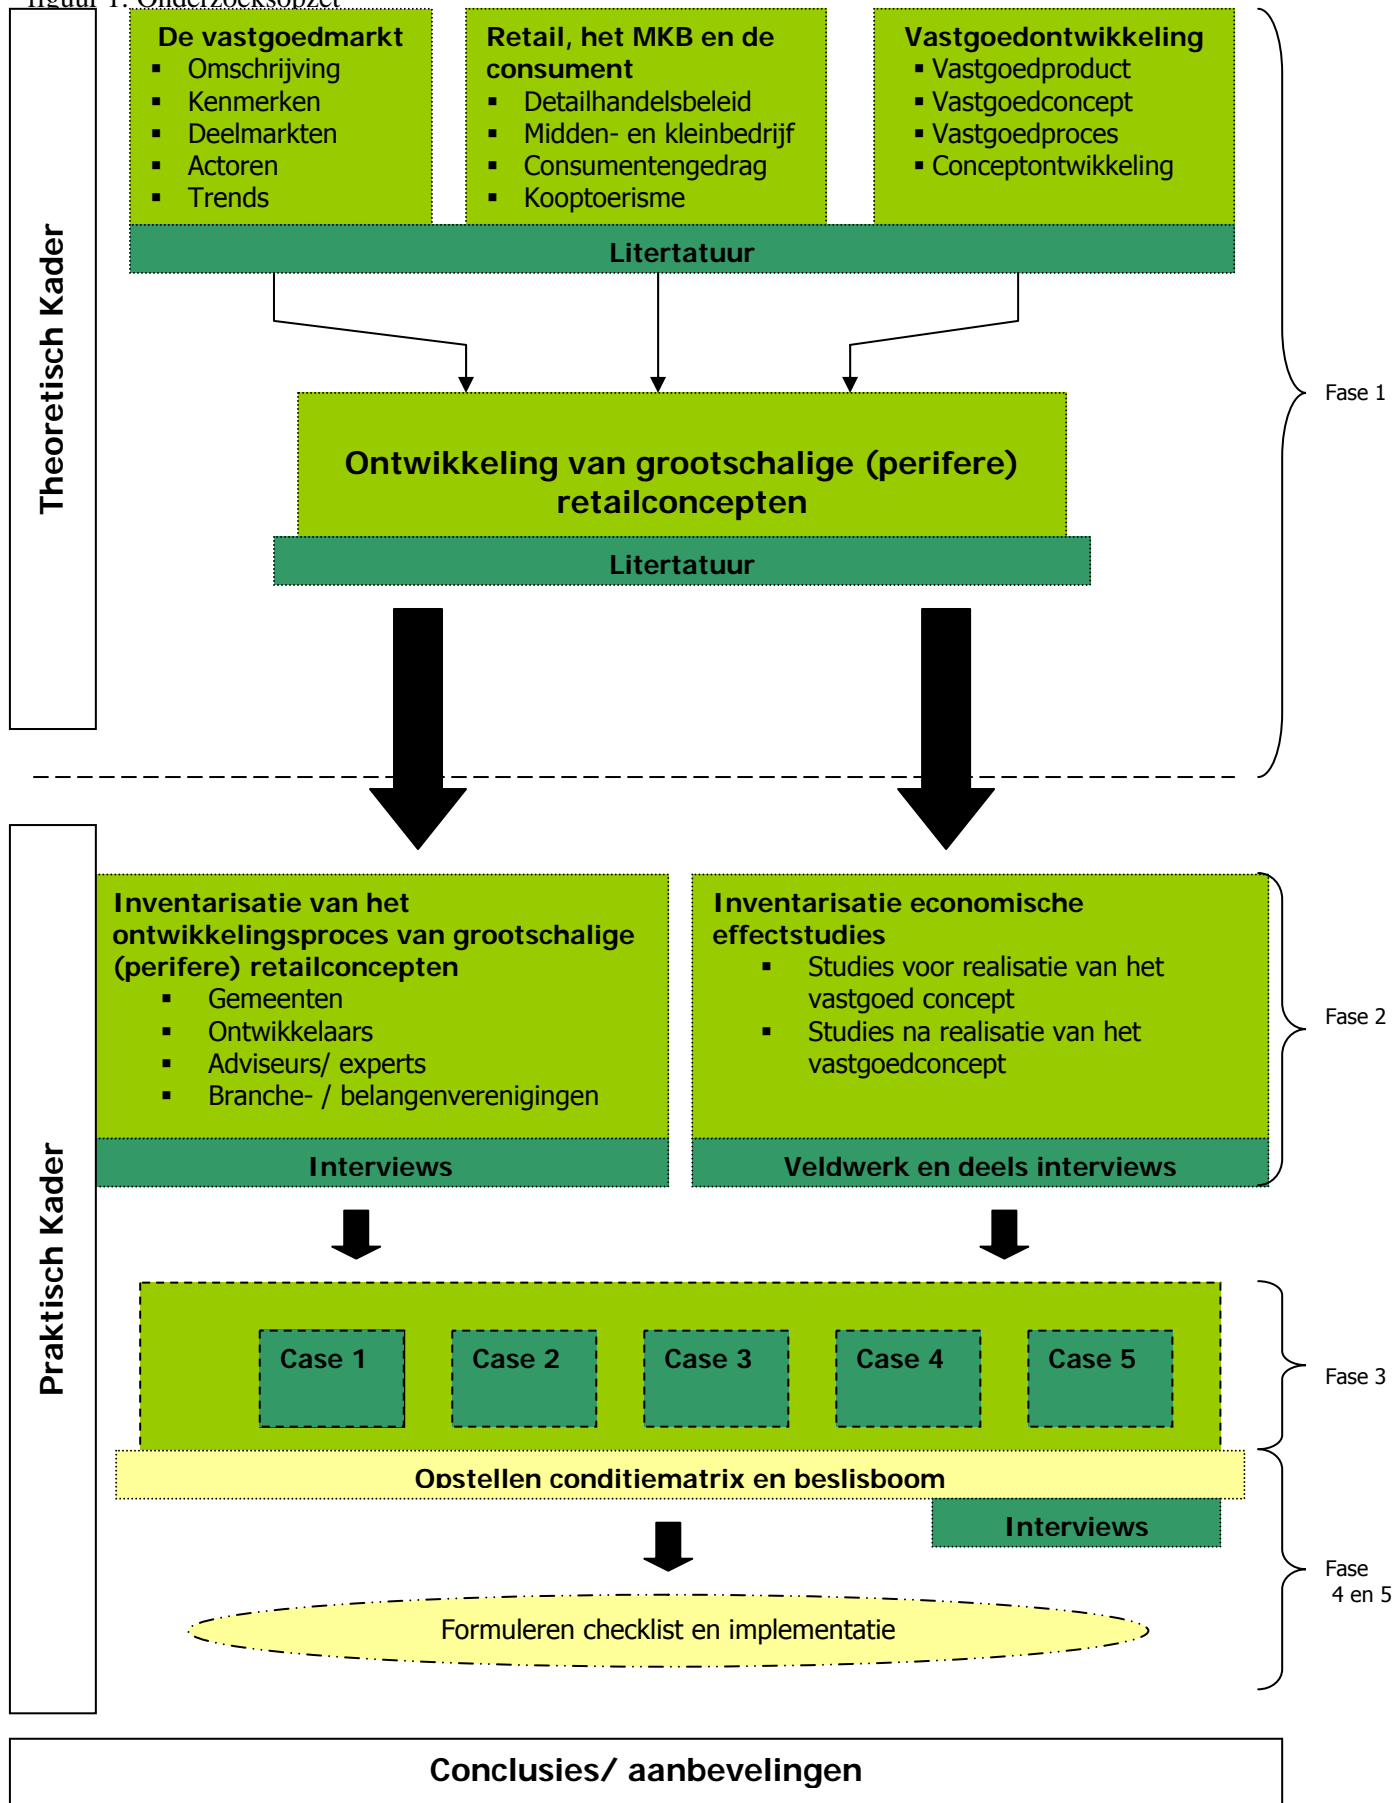 figuur 1: Onderzoeksopzet
De vastgoedmarkt
▪ Omschrijving
▪ Kenmerken
▪ Deelmarkten
▪ Actoren
▪ Trends
Retail, het MKB en de
consument
▪ Detailhandelsbeleid
▪ Midden- en kleinbedrijf
▪ Consumentengedrag
▪ Kooptoerisme
Vastgoedontwikkeling
▪ Vastgoedproduct
▪ Vastgoedconcept
▪ Vastgoedproces
▪ Conceptontwikkeling
Litertatuur
Theoretisch Kader
Fase 1
Ontwikkeling van grootschalige (perifere)
retailconcepten
Litertatuur
Inventarisatie van het
ontwikkelingsproces van grootschalige
(perifere) retailconcepten
▪ Gemeenten
▪ Ontwikkelaars
▪ Adviseurs/ experts
▪ Branche- / belangenverenigingen
Interviews
Inventarisatie economische
effectstudies
▪ Studies voor realisatie van het
vastgoed concept
▪ Studies na realisatie van het
vastgoedconcept
Veldwerk en deels interviews
Fase 2
Praktisch Kader
Case 1
Case 2
Case 3
Case 4
Case 5
Fase 3
Opstellen conditiematrix en beslisboom
Interviews
Fase
4 en 5
Formuleren checklist en implementatie
Conclusies/ aanbevelingen